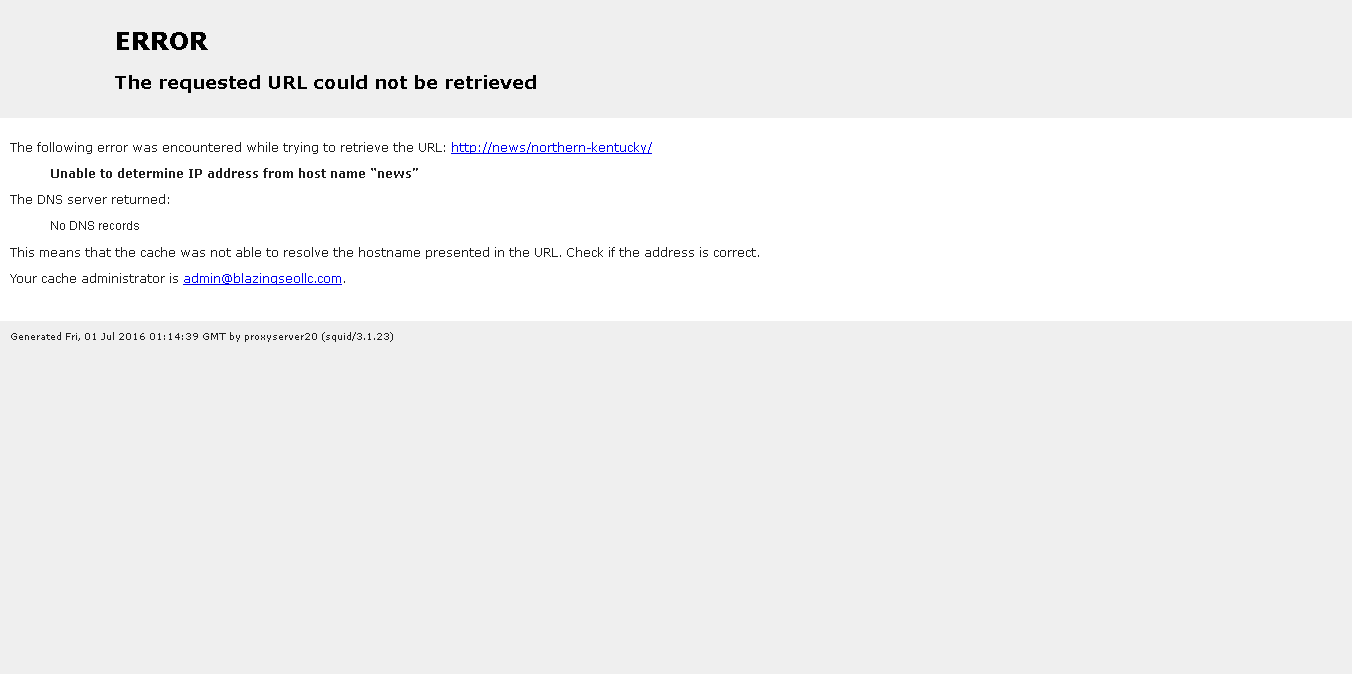 ERROR
The requested URL could not be retrieved
The following error was encountered while trying to retrieve the URL: http://news/northern-kentucky/
Unable to determine IP address from host name "news"
The DNS server returned:
No DNS records
This means that the cache was not able to resolve the hostname presented in the URL. Check if the address is correct.
Your cache administrator is admin@blazingseollc.com.
Generated Fri, 01 Jul 2016 01:14:39 GMT by proxyserver20 (squid/3.1.23)